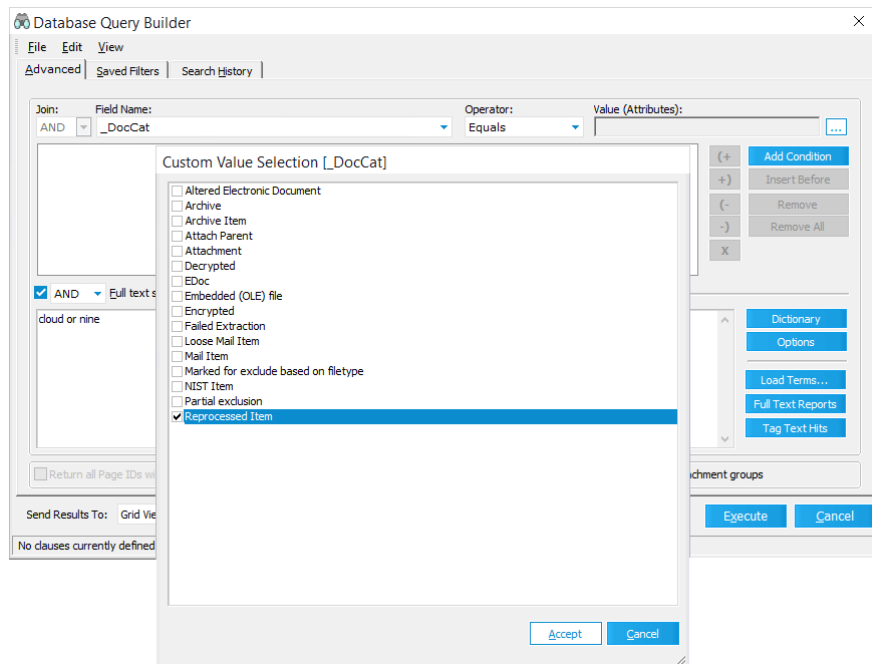 Database Query Builder
File Edit View
Advanced Saved Filters Search History
Join: Field Name: Operator: Value (Attributes):
AND _DocCat Equals ...
Custom Value Selection [_DocCat]
(+ Add Condition
+) Insert Before
(- Remove
-) Remove All
X
Altered Electronic Document
Archive
Archive Item
Attach Parent
Attachment
Decrypted
EDoc
Embedded (OLE) file
Encrypted
Failed Extraction
Loose Mail Item
Mail Item
Marked for exclude based on filetype
NIST Item
Partial exclusion
Reprocessed Item
AND Full text s
cloud or nine
Dictionary
Options
Load Terms...
Full Text Reports
Tag Text Hits
Return all Page IDs wi
chment groups
Send Results To: Grid Vie
Execute Cancel
No clauses currently defined
Accept Cancel